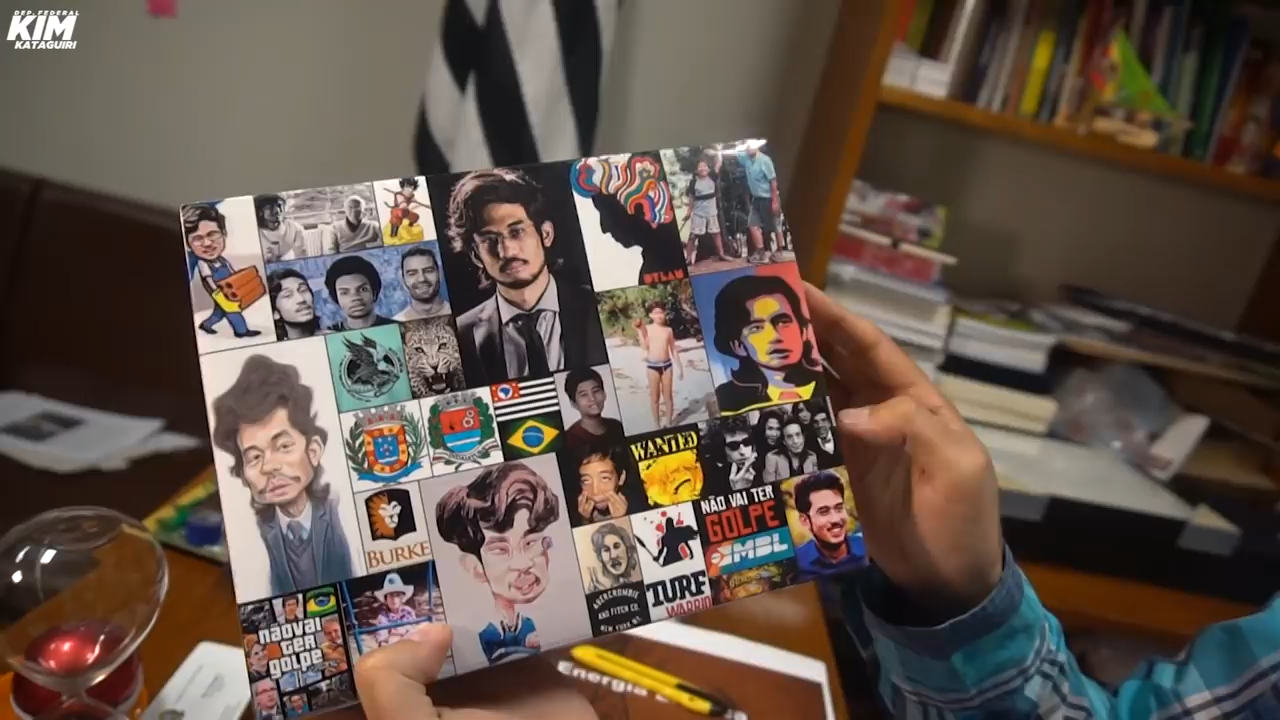 DEP. FEDERAL
KIM
KATAGUIRI
DYLAN
WANTED
BURKE
NÃO VAI TER
GOLPE
MBL
ABERCROMBIE
AND FITCH CO.
NEW YORK
TURF
WARRIO
NÃO VAI
TER
GOLPE
Energia